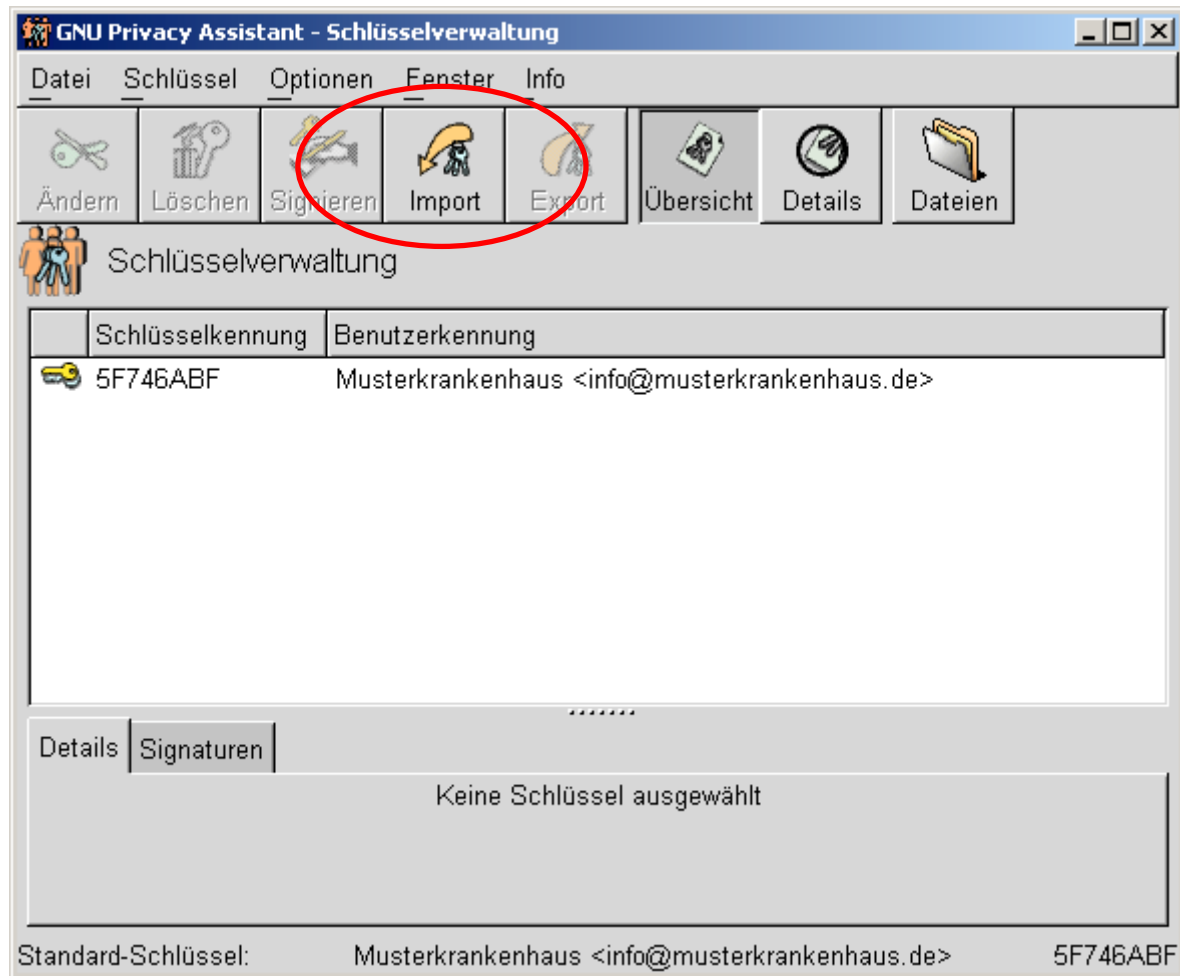 GNU Privacy Assistant - Schlüsselverwaltung
Datei Schlüssel Optionen Fenster Info
Ändern Löschen Signieren Import Export Übersicht Details Dateien
Schlüsselverwaltung
Schlüsselkennung Benutzerkennung
5F746ABF Musterkrankenhaus <info@musterkrankenhaus.de>
Details Signaturen
Keine Schlüssel ausgewählt
Standard-Schlüssel: Musterkrankenhaus <info@musterkrankenhaus.de> 5F746ABF